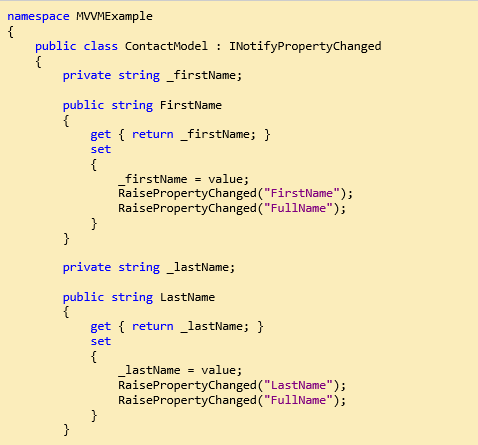 namespace MVVMExample
{
    public class ContactModel : INotifyPropertyChanged
    {
        private string _firstName;

        public string FirstName
        {
            get { return _firstName; }
            set
            {
                _firstName = value;
                RaisePropertyChanged("FirstName");
                RaisePropertyChanged("FullName");
            }
        }

        private string _lastName;

        public string LastName
        {
            get { return _lastName; }
            set
            {
                _lastName = value;
                RaisePropertyChanged("LastName");
                RaisePropertyChanged("FullName");
            }
        }